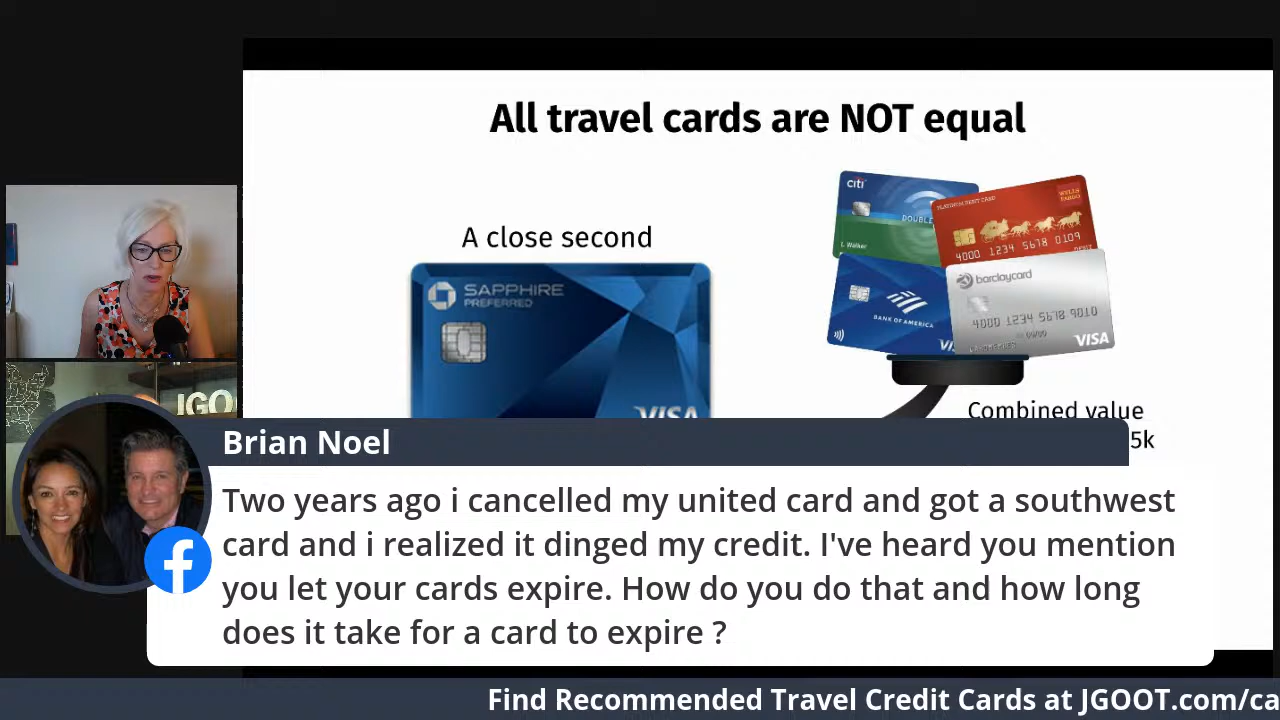 All travel cards are NOT equal
A close second
SAPPHIRE
PREFERRED
VISA
citi
DOUBLE
L Walker
WELLS
FARGO
4000 1234 5678 0109
BANK OF AMERICA
barclaycard
4000 1234 5678 9010
VISA
Combined value
5k
JGO
Brian Noel
Two years ago i cancelled my united card and got a southwest
card and i realized it dinged my credit. I've heard you mention
you let your cards expire. How do you do that and how long
does it take for a card to expire ?
Find Recommended Travel Credit Cards at JGOOT.com/ca